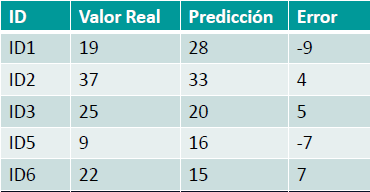 ID Valor Real Predicción Error
ID1 19 28 -9
ID2 37 33 4
ID3 25 20 5
ID5 9 16 -7
ID6 22 15 7